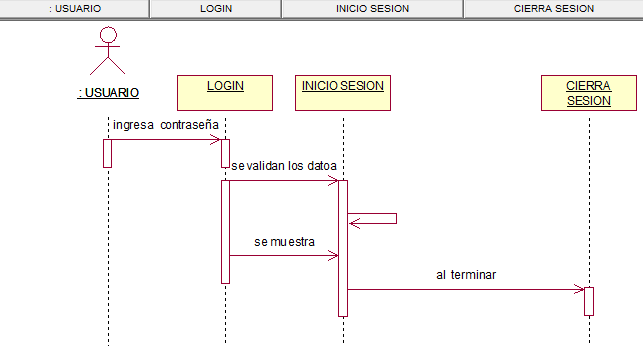 : USUARIO
LOGIN
INICIO SESION
CIERRA SESION
: USUARIO
LOGIN
INICIO SESION
CIERRA
SESION
ingresa contraseña
se validan los datoa
se muestra
al terminar